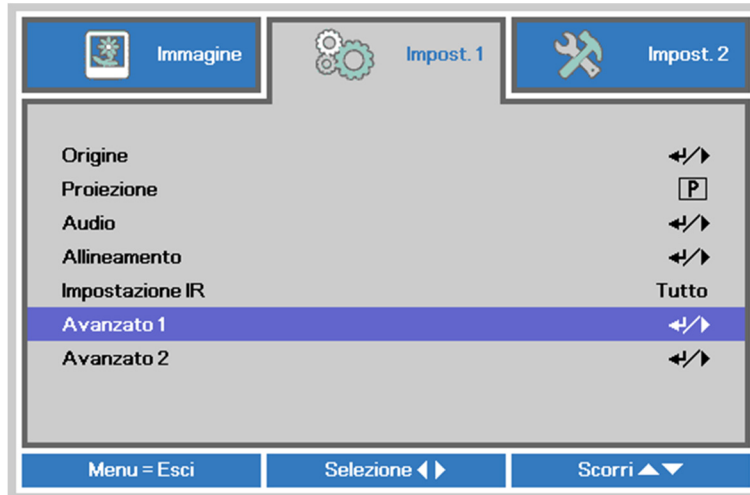 Immagine
Impost. 1
Impost. 2
Origine
Proiezione P
Audio
Allineamento
Impostazione IR Tutto
Avanzato 1
Avanzato 2
Menu = Esci
Selezione
Scorri